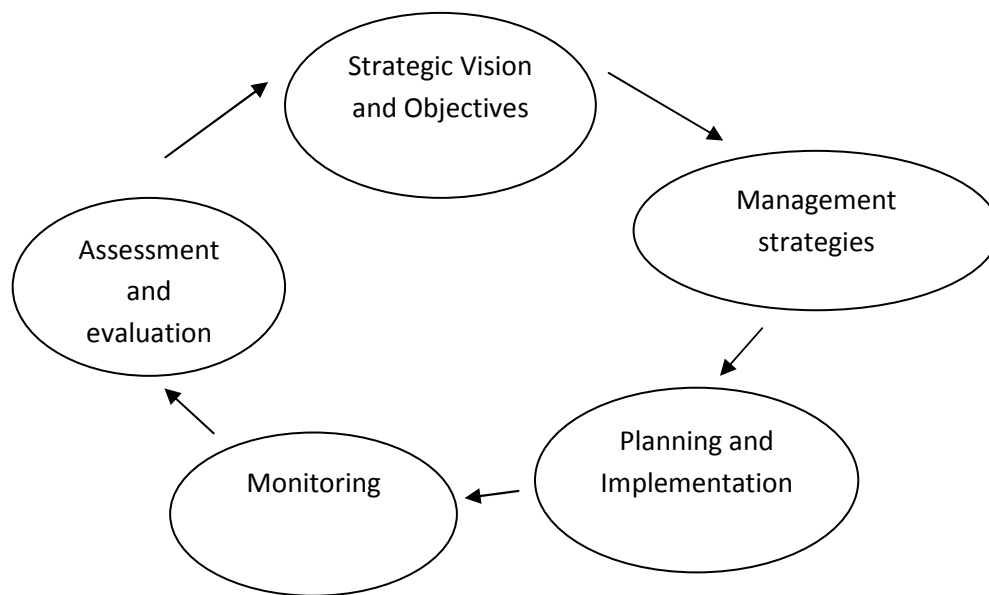 Strategic Vision
and Objectives
Management
strategies
Planning and
Implementation
Monitoring
Assessment
and
evaluation